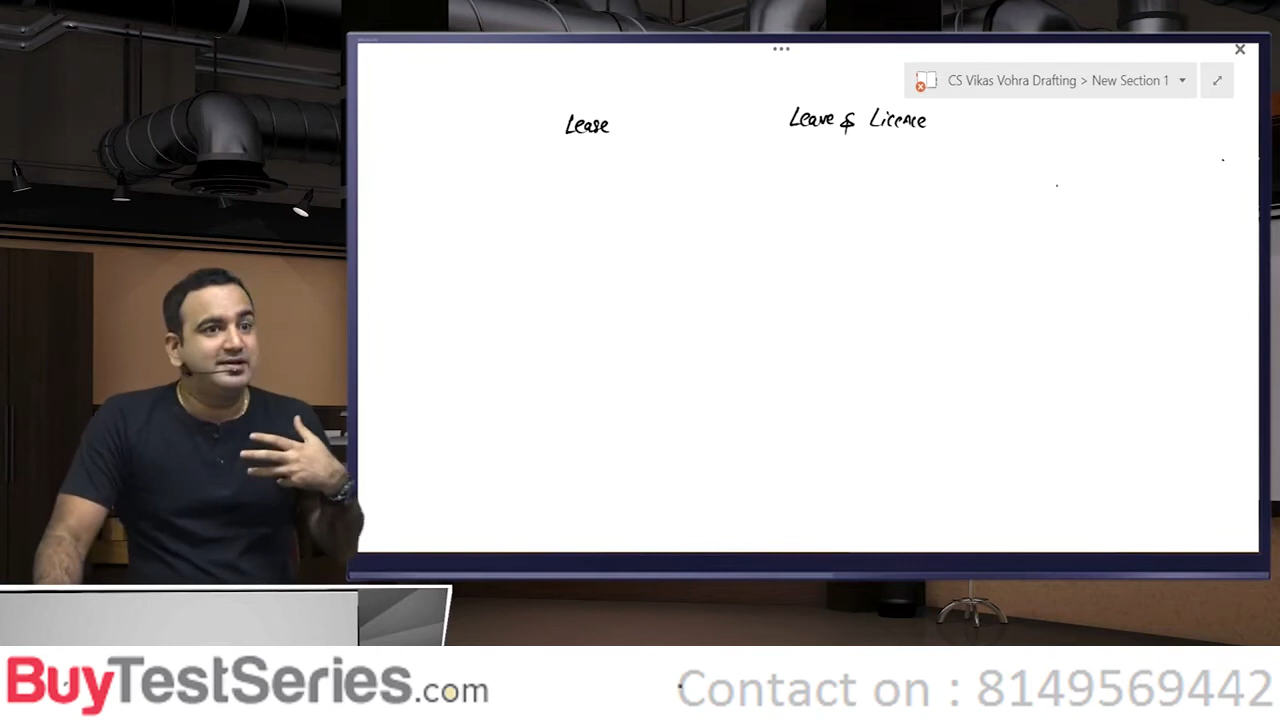 CS Vikas Vohra Drafting > New Section 1
Lease
Leave & Licence
BuyTestSeries.com
Contact on : 8149569442